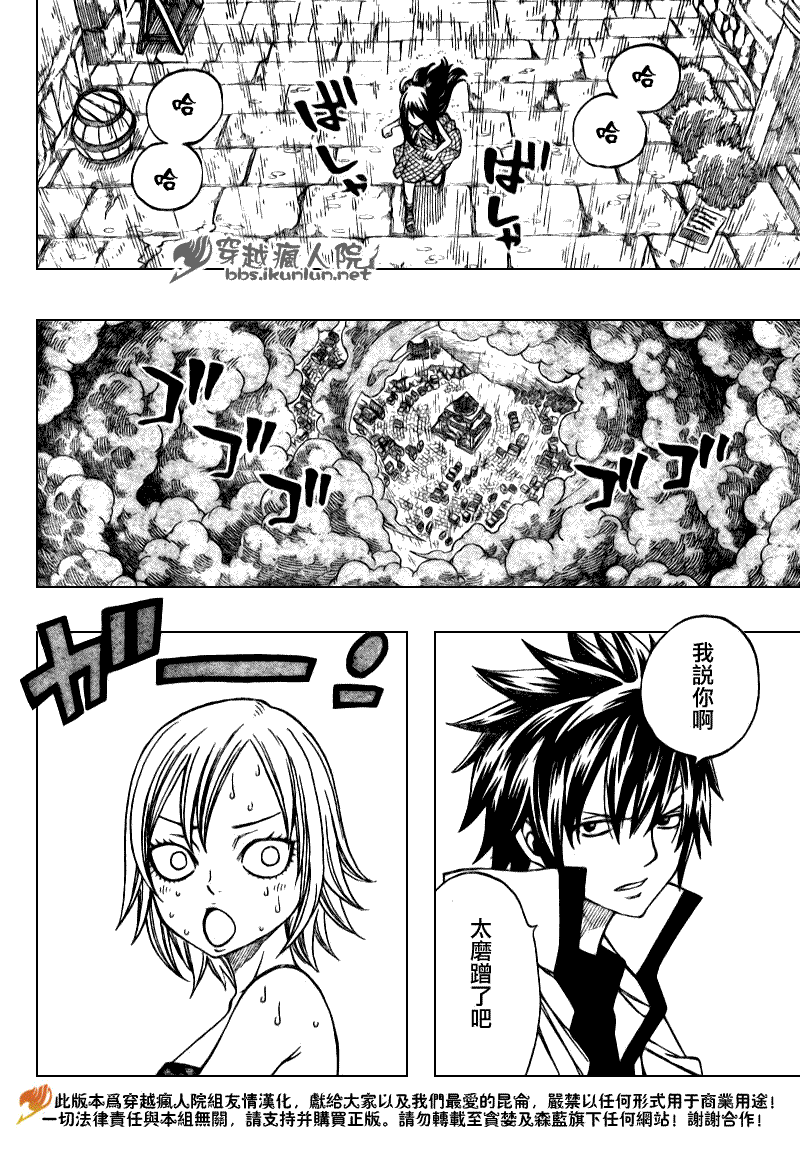 哈
哈
ばしゃ
哈
哈
ばしゃ
穿越瘋人院
bbs.ikunlun.net
ゴゴ
ゴ
ゴ
ゴ
我説你啊
太磨蹭了吧
ガーン
此版本爲穿越瘋人院組友情漢化，獻給大家以及我們最愛的昆侖，嚴禁以任何形式用于商業用途！
一切法律責任與本組無關，請支持并購買正版。請勿轉載至貪婪及森藍旗下任何網站！謝謝合作！